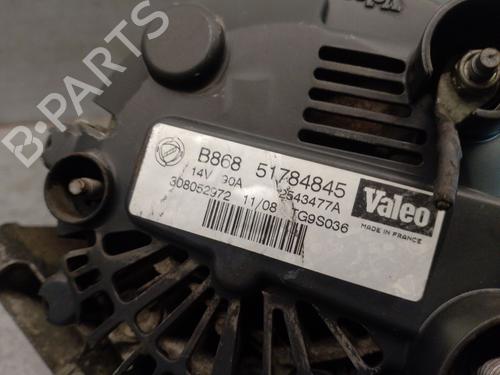 B-PARTS
B868 51784845
14V 90A 2543477A
308052972 11/08 TG9S036
Valeo
MADE IN FRANCE